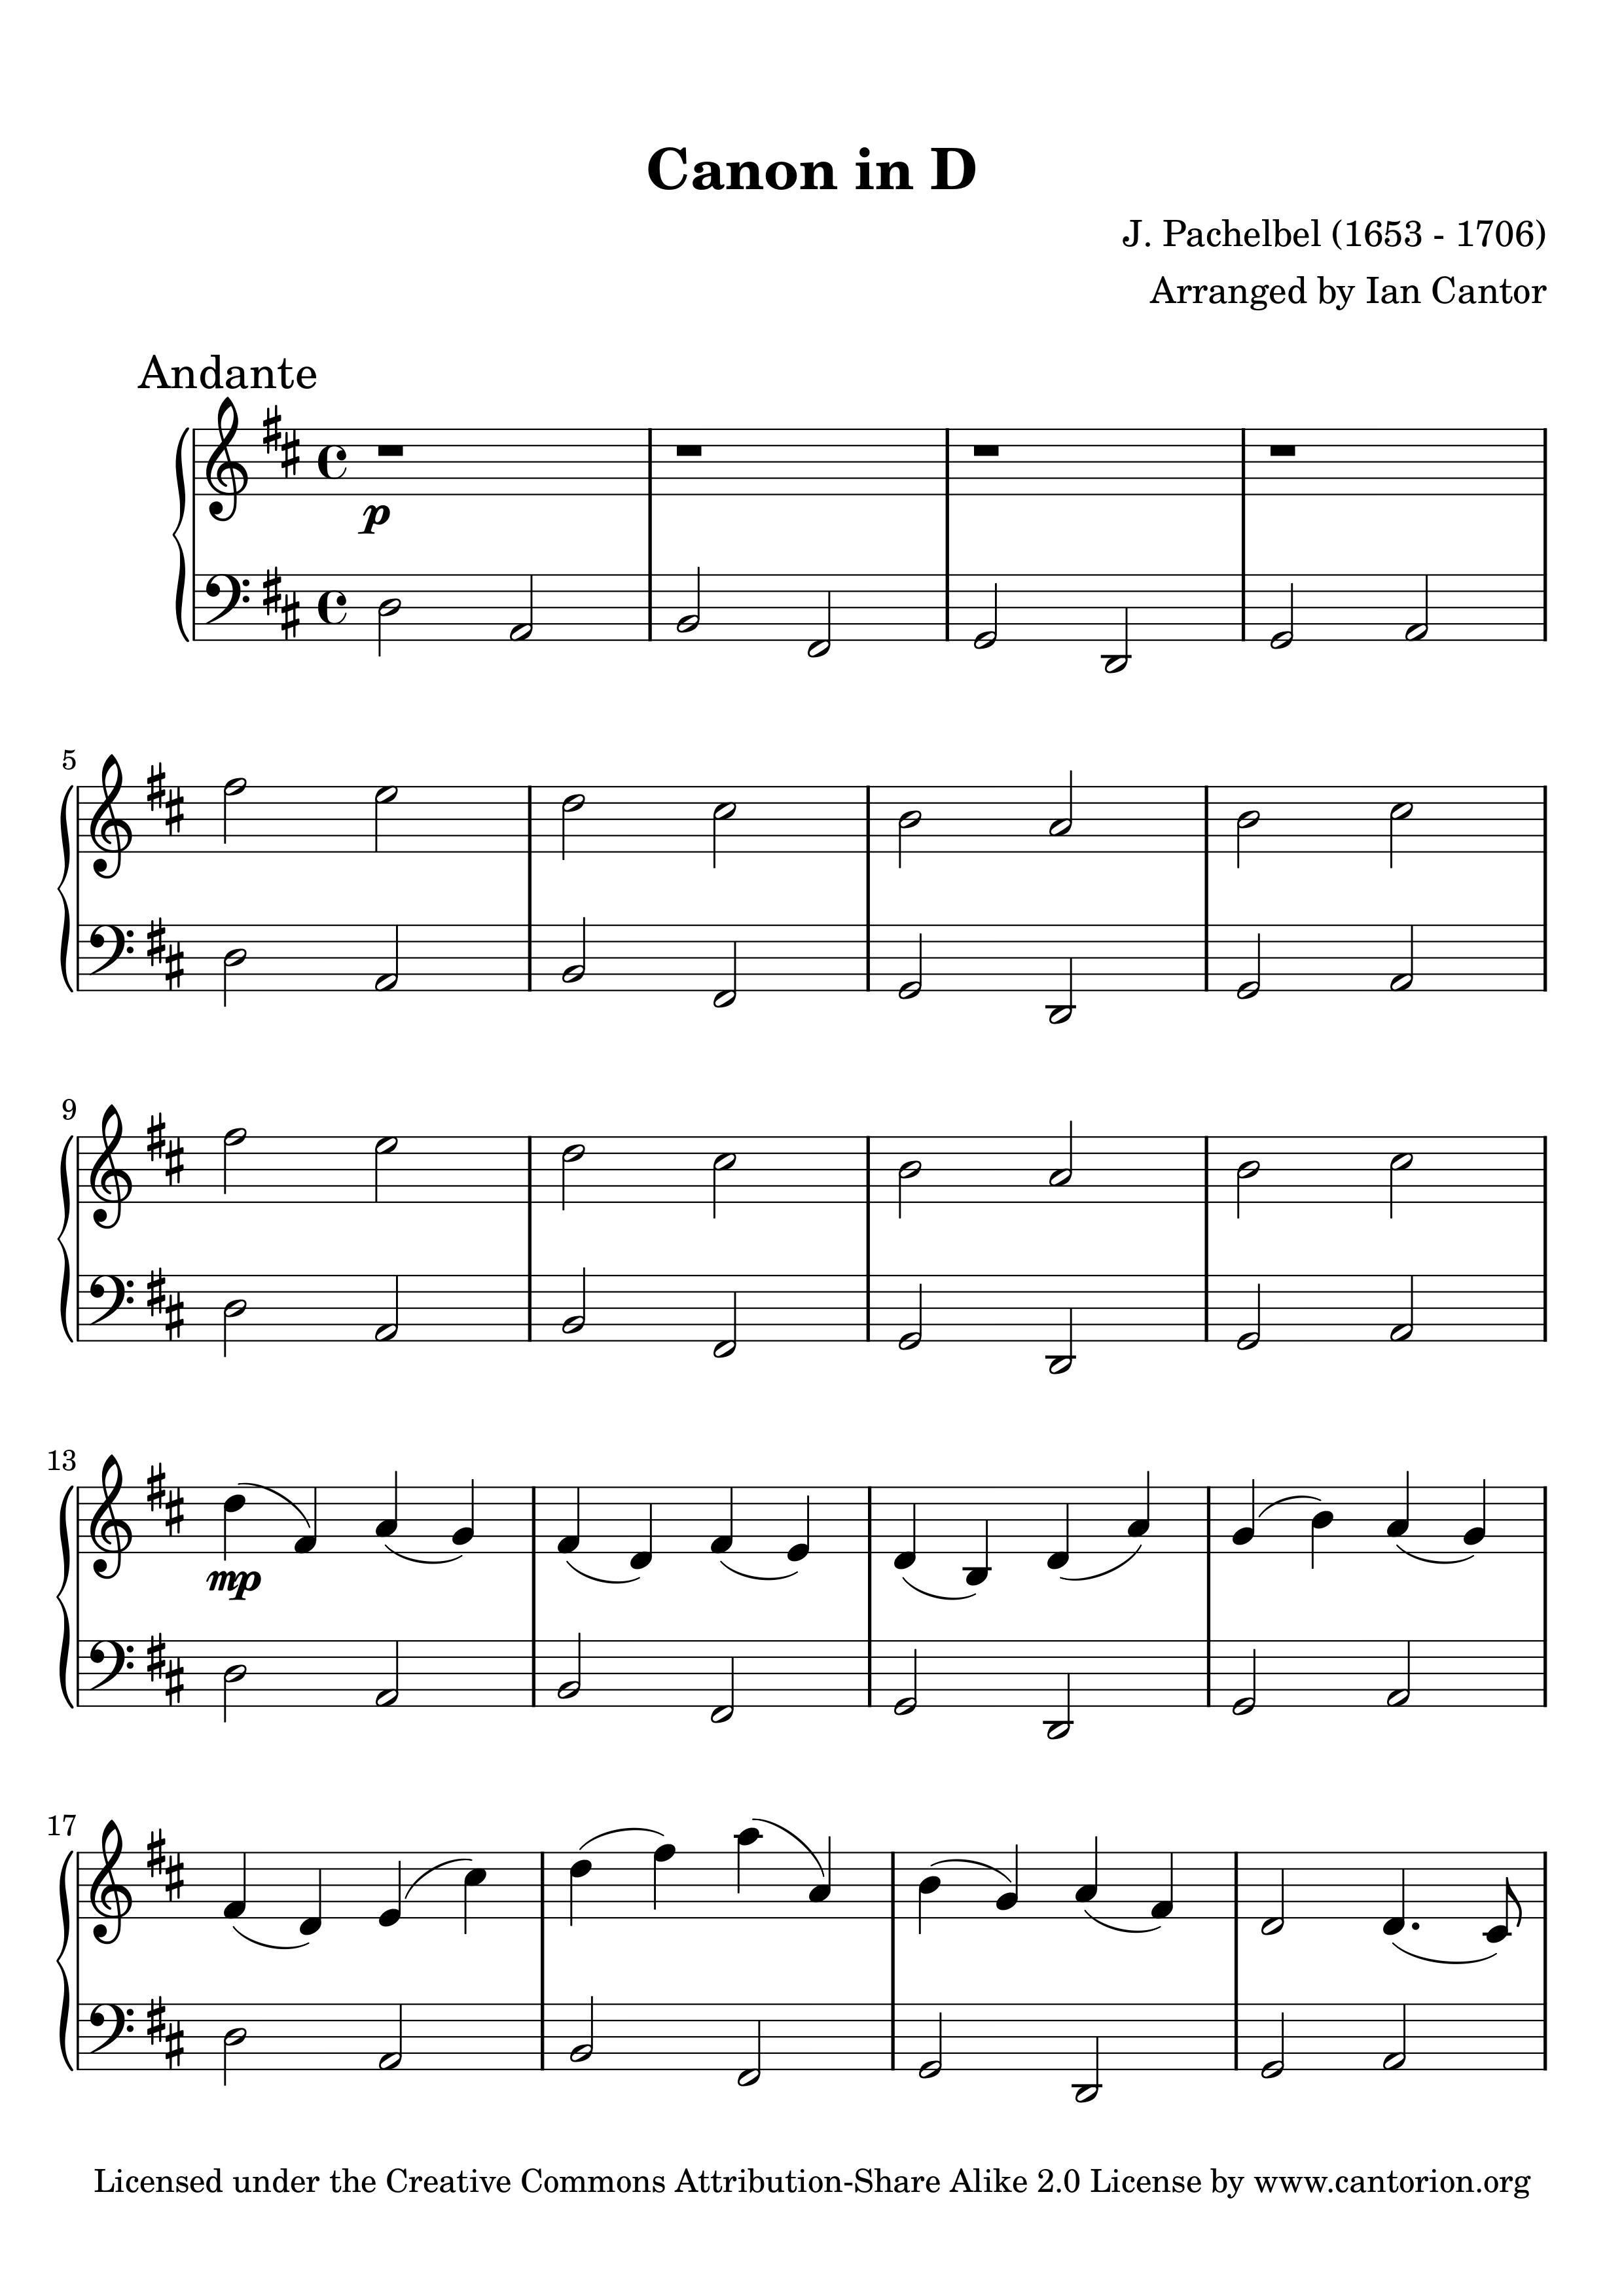 Canon in D
J. Pachelbel (1653 - 1706)
Arranged by Ian Cantor
Andante
p
5
9
13
mp
17
Licensed under the Creative Commons Attribution-Share Alike 2.0 License by www.cantorion.org